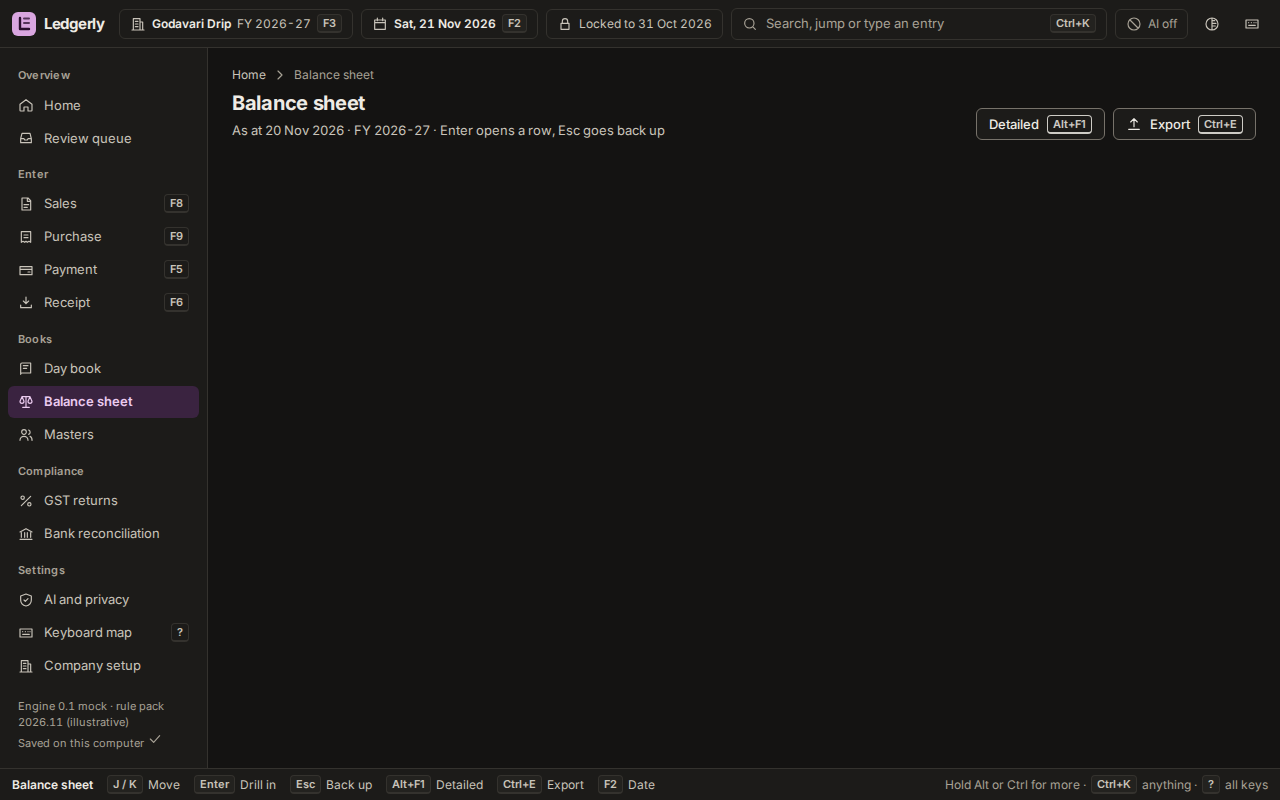 Ledgerly
Godavari Drip FY 2026-27 F3
Sat, 21 Nov 2026 F2
Locked to 31 Oct 2026
Search, jump or type an entry Ctrl+K
AI off
Overview
Home
Review queue
Enter
Sales F8
Purchase F9
Payment F5
Receipt F6
Books
Day book
Balance sheet
Masters
Compliance
GST returns
Bank reconciliation
Settings
AI and privacy
Keyboard map ?
Company setup
Engine 0.1 mock · rule pack
2026.11 (illustrative)
Saved on this computer
Home > Balance sheet
Balance sheet
As at 20 Nov 2026 · FY 2026-27 · Enter opens a row, Esc goes back up
Detailed Alt+F1
Export Ctrl+E
Balance sheet J / K Move Enter Drill in Esc Back up Alt+F1 Detailed Ctrl+E Export F2 Date
Hold Alt or Ctrl for more · Ctrl+K anything · ? all keys